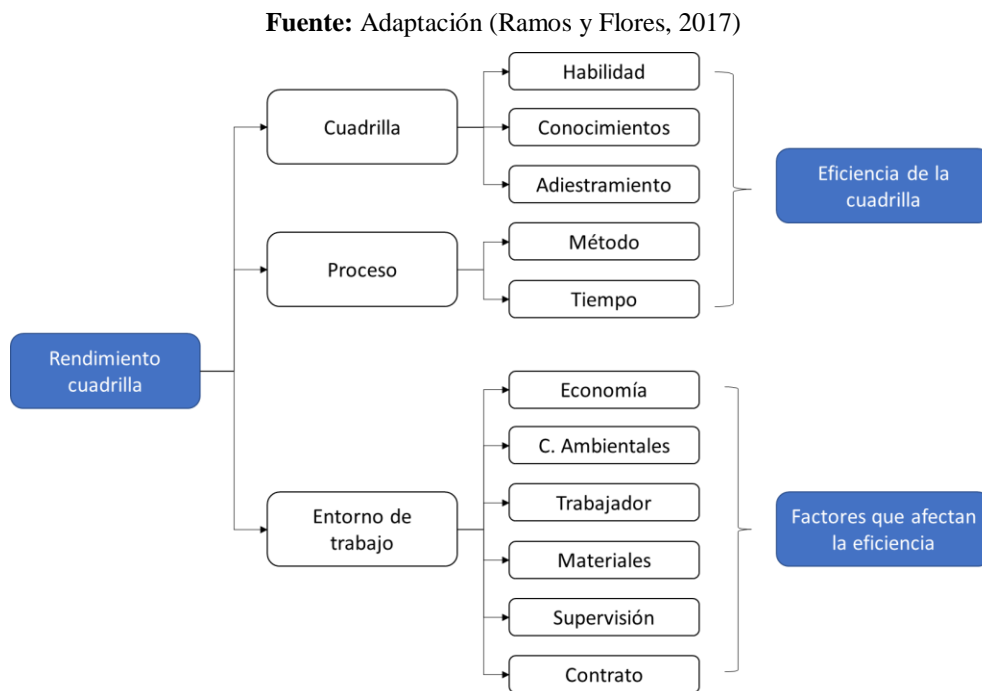 Fuente: Adaptación (Ramos y Flores, 2017)
Rendimiento
cuadrilla
Cuadrilla
Habilidad
Conocimientos
Adiestramiento
Proceso
Método
Tiempo
Eficiencia de la
cuadrilla
Entorno de
trabajo
Economía
C. Ambientales
Trabajador
Materiales
Supervisión
Contrato
Factores que afectan
la eficiencia